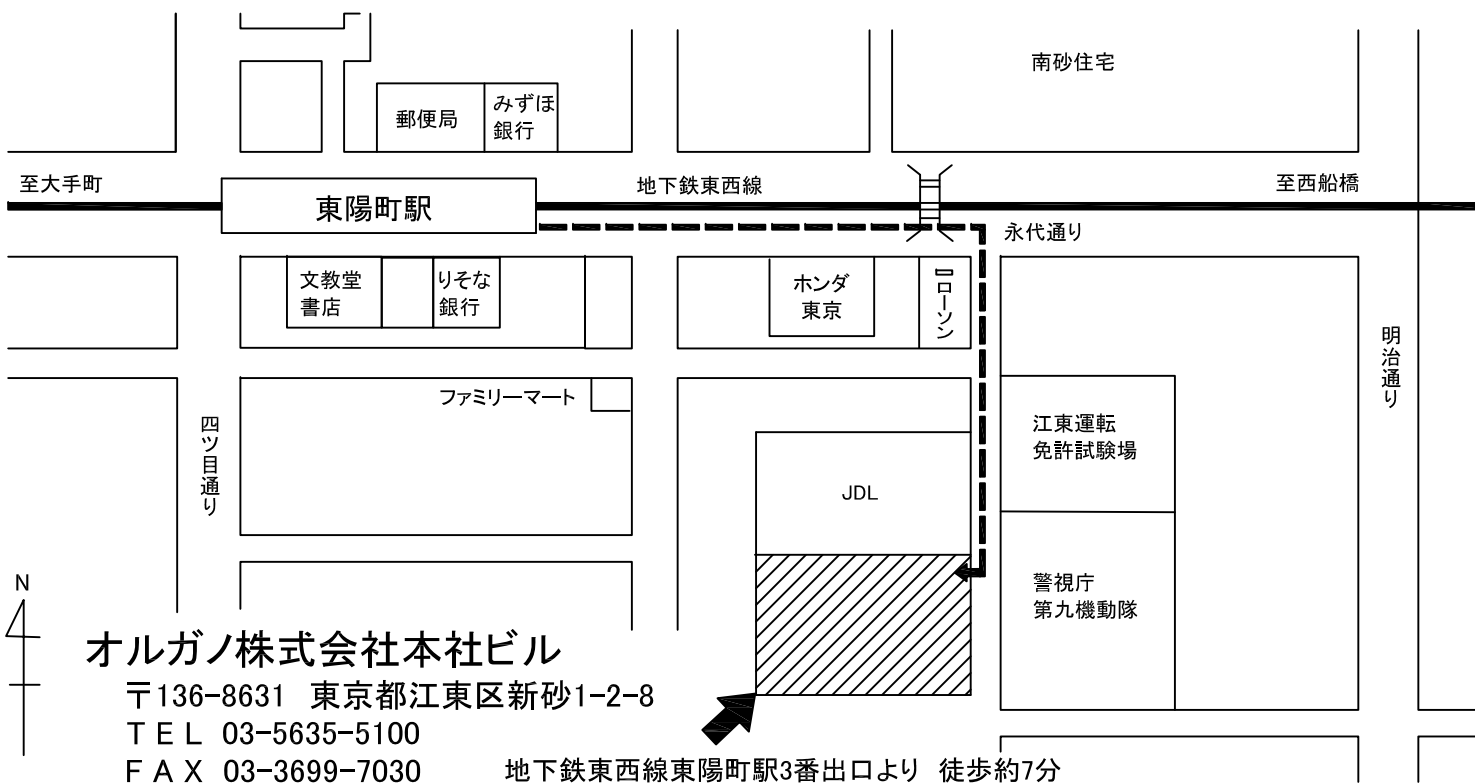 南砂住宅
郵便局
みずほ
銀行
至大手町
東陽町駅
地下鉄東西線
至西船橋
永代通り
文教堂
書店
りそな
銀行
ホンダ
東京
ローソン
明治通り
ファミリーマート
四ツ目通り
江東運転
免許試験場
JDL
警視庁
第九機動隊
N
オルガノ株式会社本社ビル
〒136-8631 東京都江東区新砂1-2-8
TEL 03-5635-5100
FAX 03-3699-7030
地下鉄東西線東陽町駅3番出口より 徒歩約7分